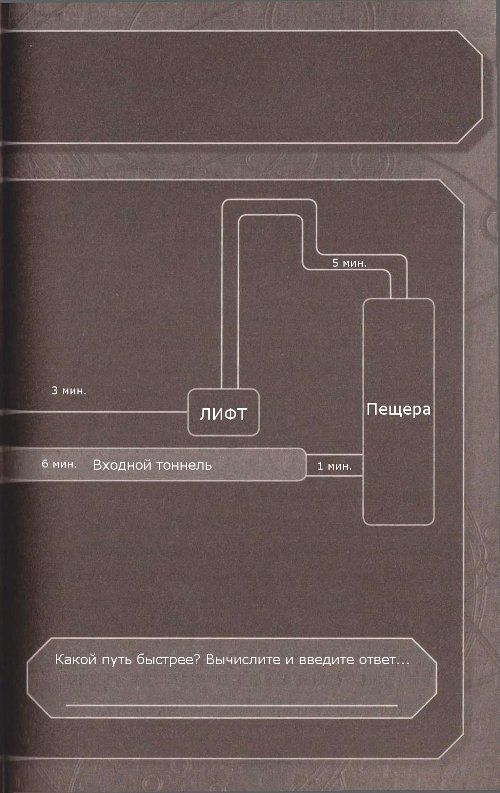 5 мин.
3 мин.
ЛИФТ
Пещера
6 мин.
Входной тоннель
1 мин.
Какой путь быстрее? Вычислите и введите ответ...